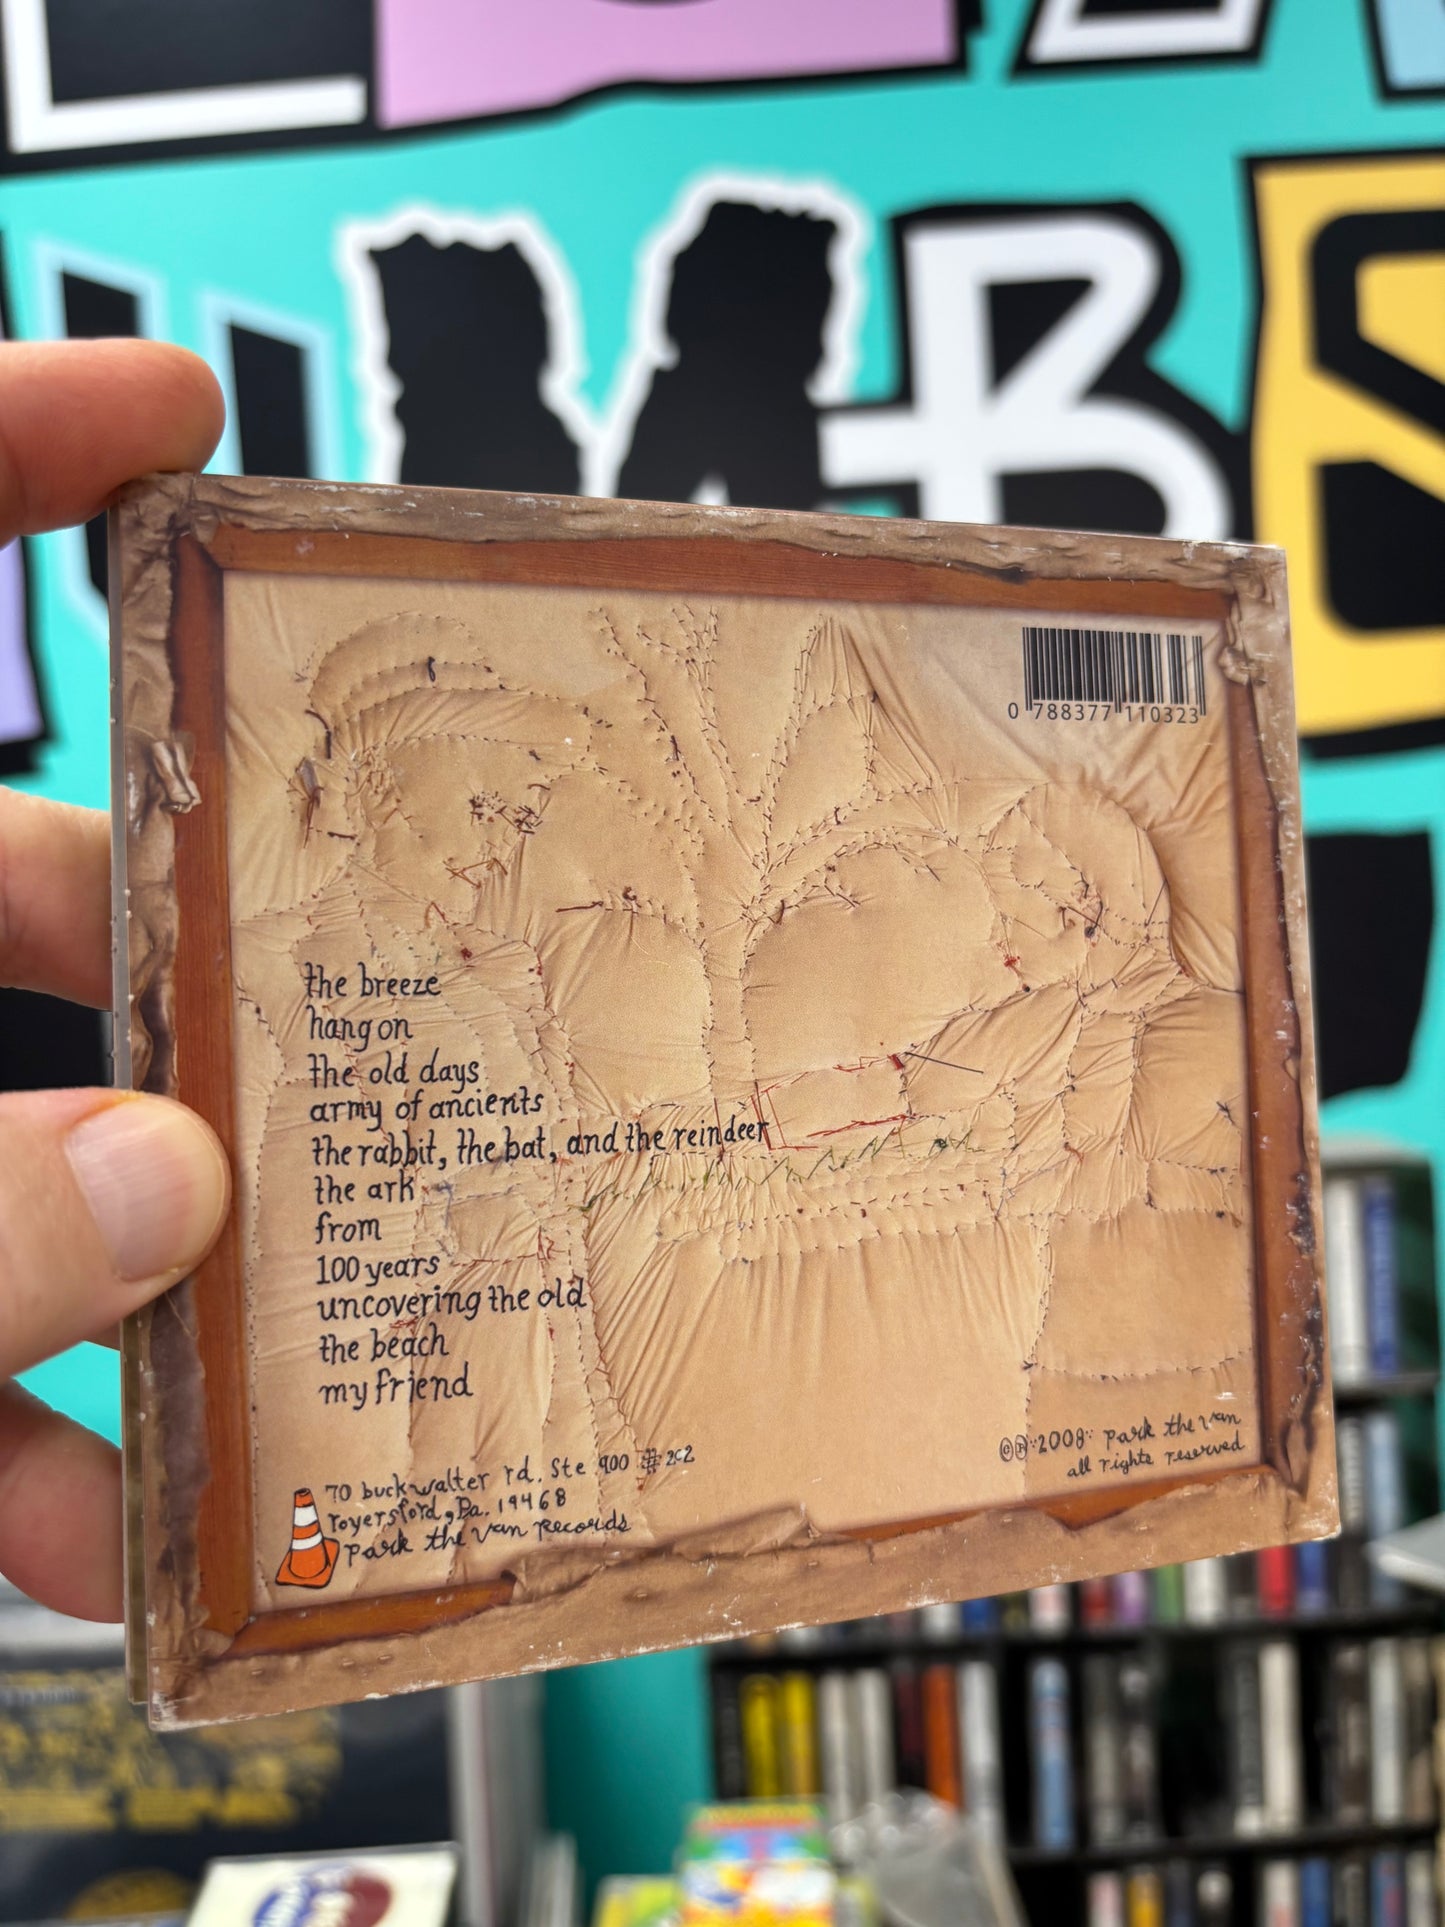 0 788377 110323
the breeze
hang on
the old days
army of ancients
the rabbit, the bat, and the reindeer
the ark
from
100 years
uncovering the old
the beach
my friend
70 buckwalter rd. Ste 900 # 202
royersford, Pa. 19468
Park the Van Records
©℗ 2008 Park the Van
all rights reserved